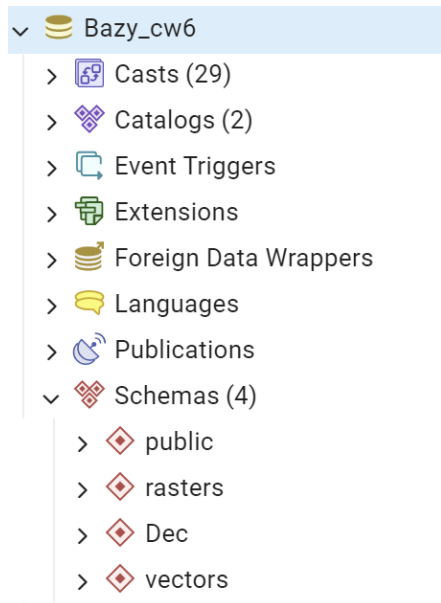 Bazy_cw6
Casts (29)
Catalogs (2)
Event Triggers
Extensions
Foreign Data Wrappers
Languages
Publications
Schemas (4)
public
rasters
Dec
vectors